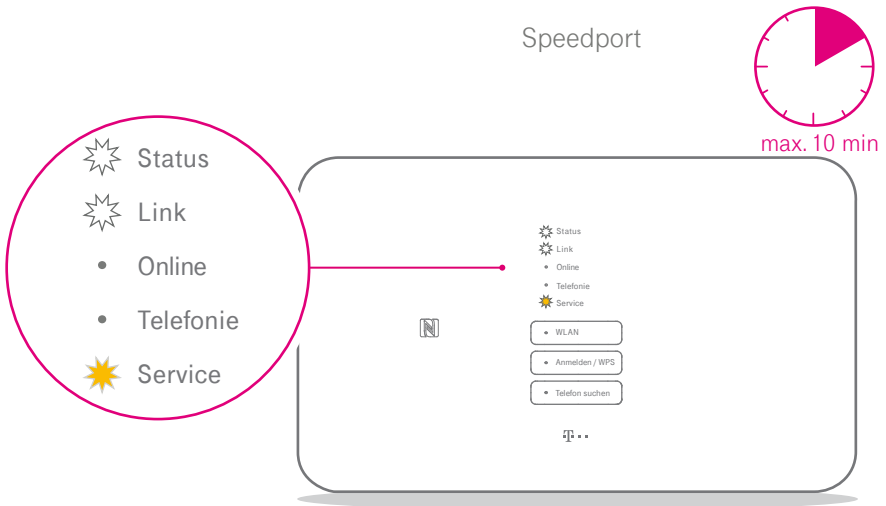 Speedport
max. 10 min
Status
Link
Online
Telefonie
Service
Status
Link
Online
Telefonie
Service
WLAN
Anmelden / WPS
Telefon suchen
T